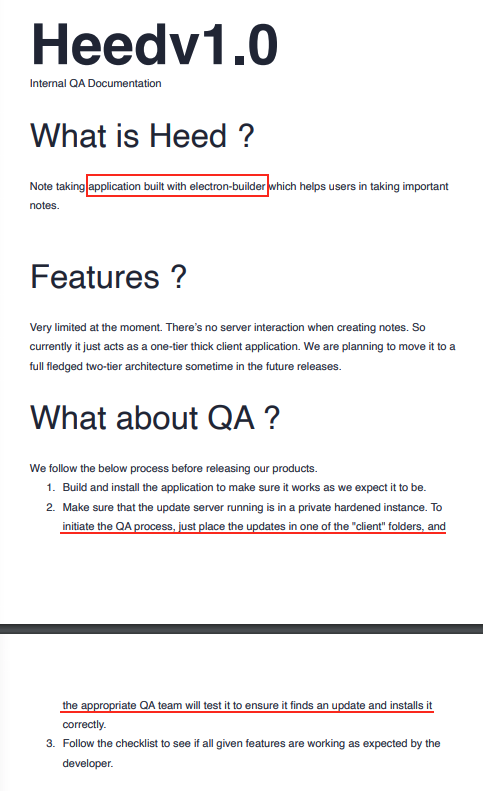 Heedv1.0
Internal QA Documentation
What is Heed ?
Note taking application built with electron-builder which helps users in taking important
notes.
Features ?
Very limited at the moment. There's no server interaction when creating notes. So
currently it just acts as a one-tier thick client application. We are planning to move it to a
full fledged two-tier architecture sometime in the future releases.
What about QA ?
We follow the below process before releasing our products.
1. Build and install the application to make sure it works as we expect it to be.
2. Make sure that the update server running is in a private hardened instance. To
initiate the QA process, just place the updates in one of the "client" folders, and
the appropriate QA team will test it to ensure it finds an update and installs it
correctly.
3. Follow the checklist to see if all given features are working as expected by the
developer.